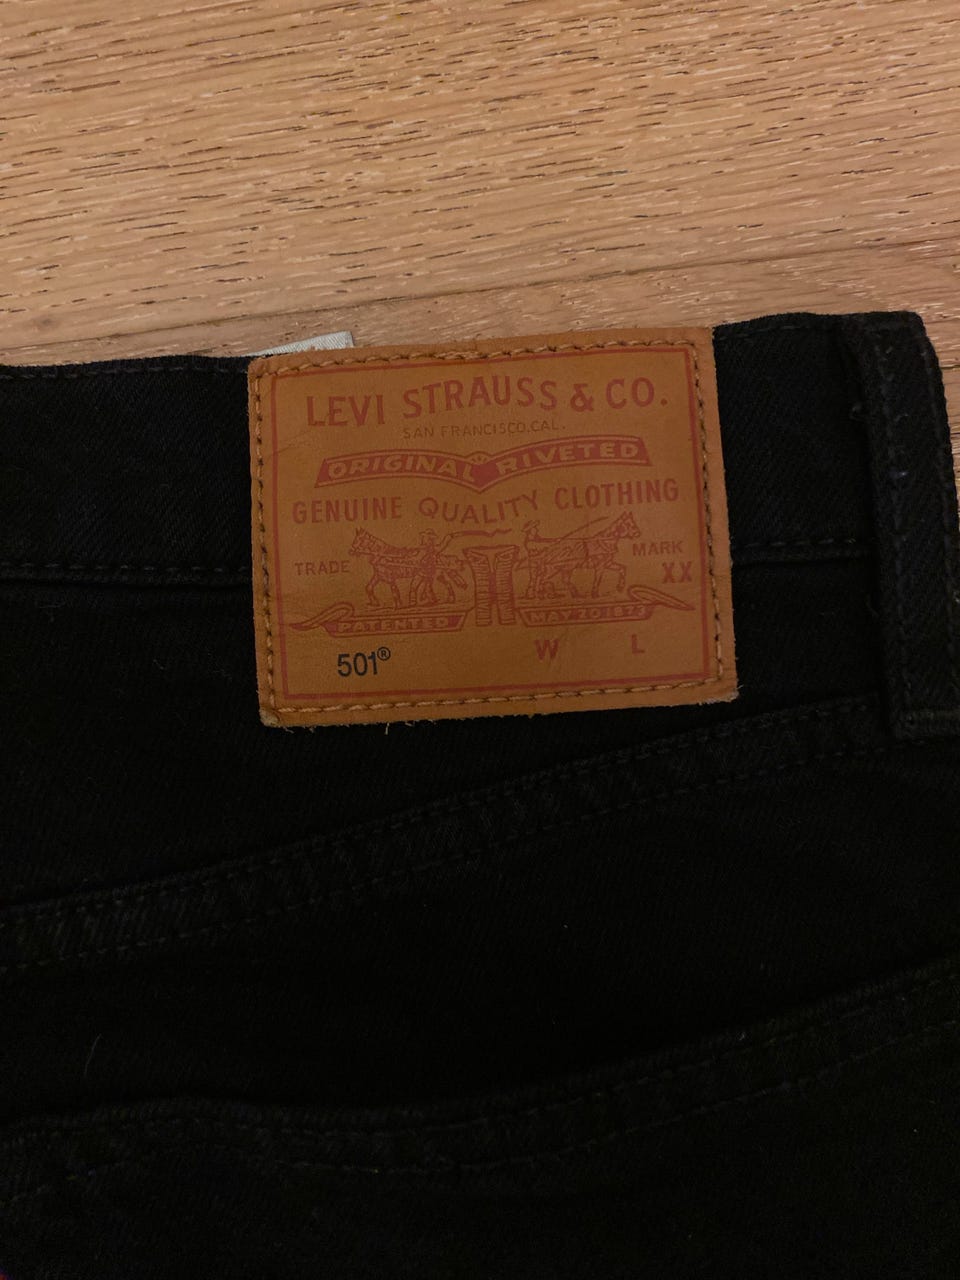 LEVI STRAUSS & CO.
SAN FRANCISCO, CAL.
ORIGINAL RIVETED
GENUINE QUALITY CLOTHING
TRADE MARK
XX
PATENTED MAY 20 1873
501® W L